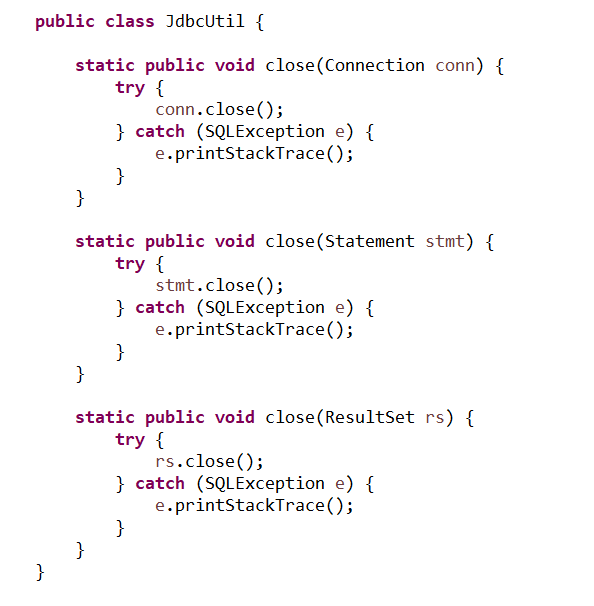 public class JdbcUtil {

    static public void close(Connection conn) {
        try {
            conn.close();
        } catch (SQLException e) {
            e.printStackTrace();
        }
    }

    static public void close(Statement stmt) {
        try {
            stmt.close();
        } catch (SQLException e) {
            e.printStackTrace();
        }
    }

    static public void close(ResultSet rs) {
        try {
            rs.close();
        } catch (SQLException e) {
            e.printStackTrace();
        }
    }
}